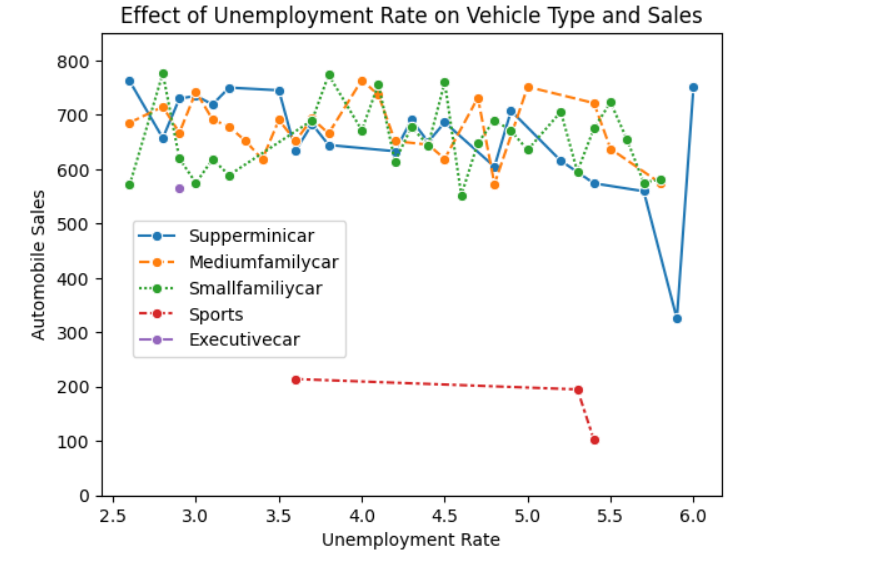 Effect of Unemployment Rate on Vehicle Type and Sales
Automobile Sales
800
700
600
500
400
300
200
100
0
Supperminicar
Mediumfamilycar
Smallfamiliycar
Sports
Executivecar
2.5 3.0 3.5 4.0 4.5 5.0 5.5 6.0
Unemployment Rate